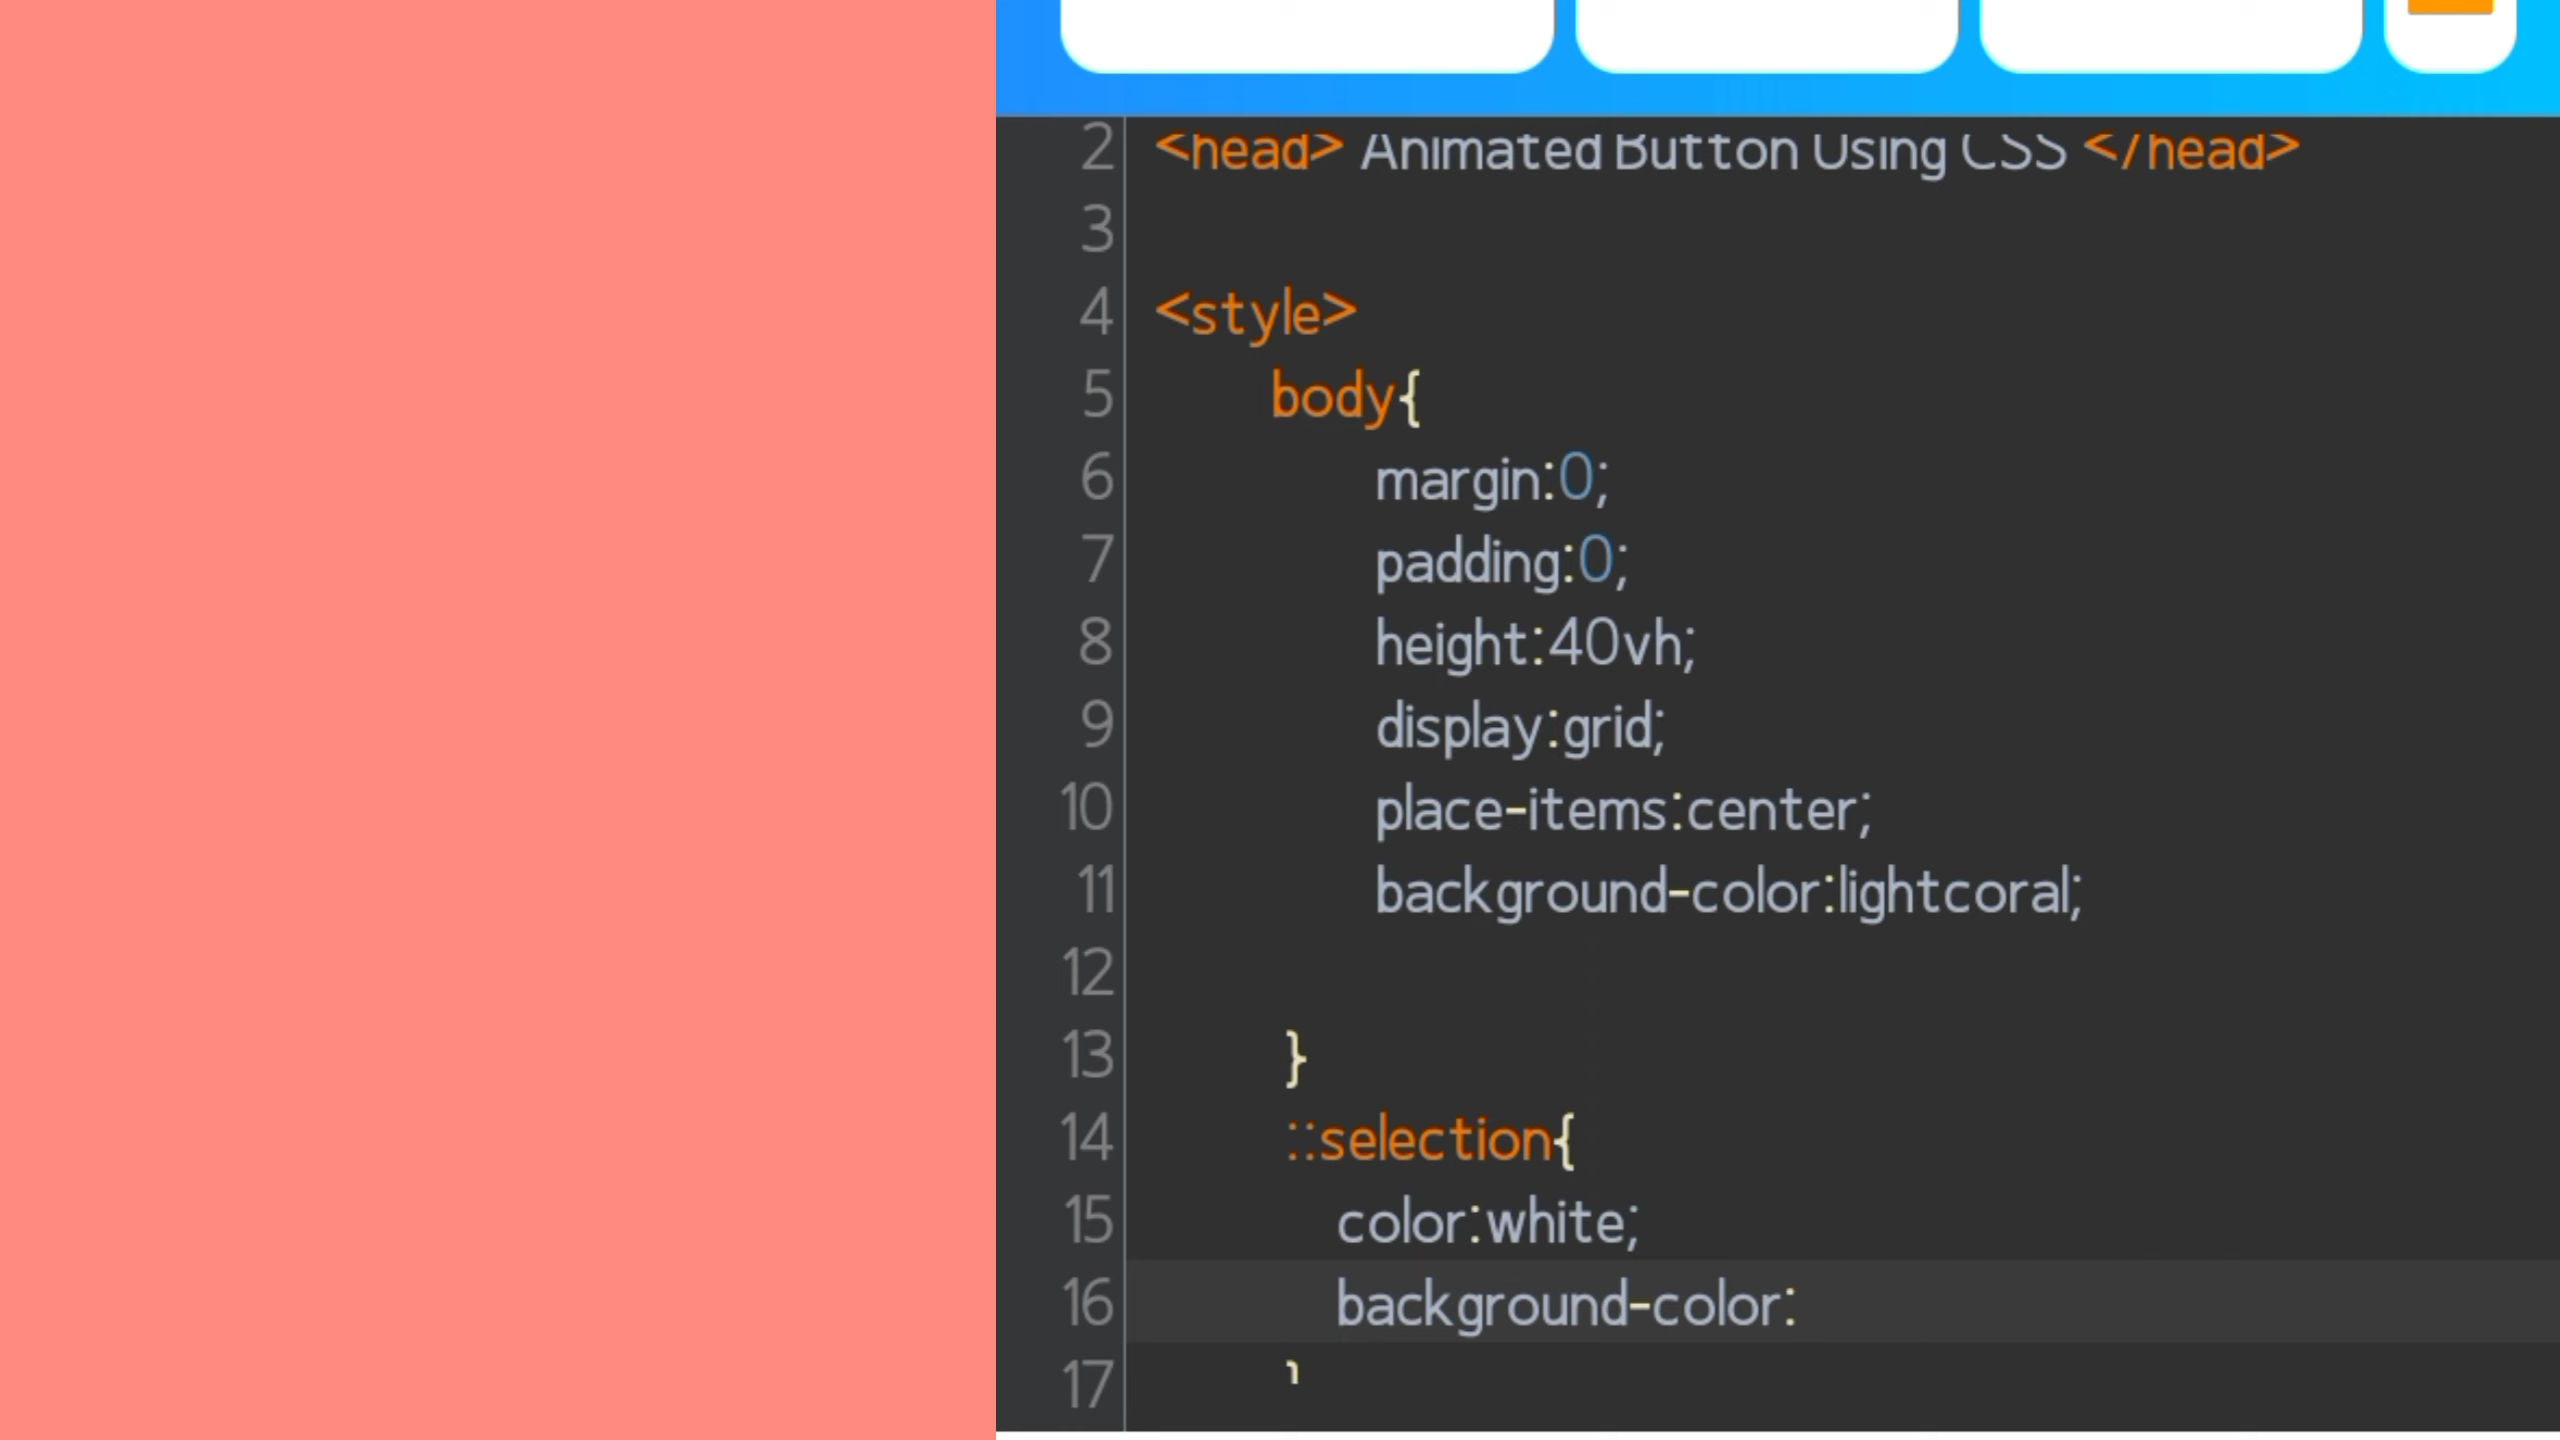 2 <head> Animated Button Using CSS </head>
3
4 <style>
5 body{
6 margin:0;
7 padding:0;
8 height:40vh;
9 display:grid;
10 place-items:center;
11 background-color:lightcoral;
12
13 }
14 ::selection{
15 color:white;
16 background-color:
17 }